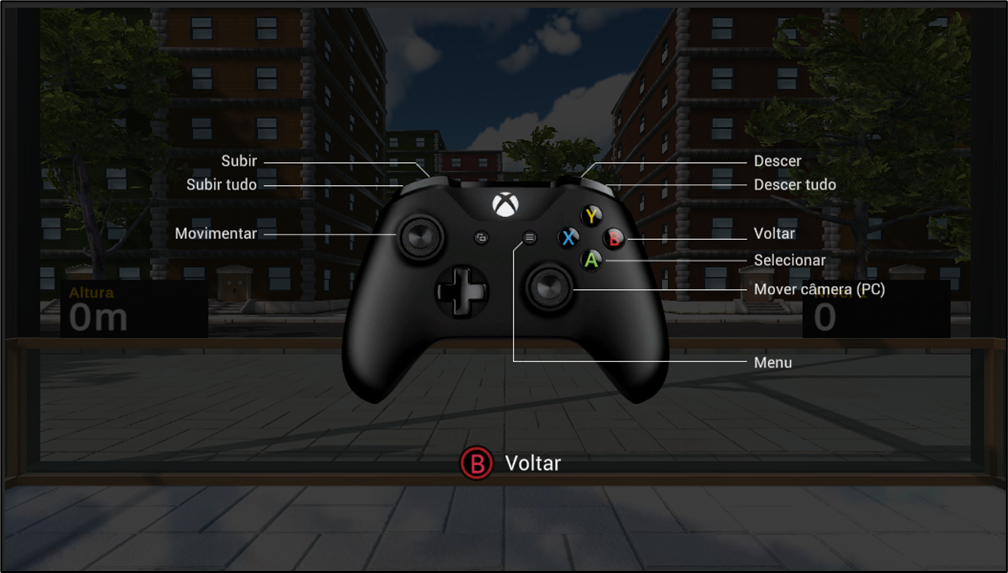 Subir
Descer
Subir tudo
Descer tudo
Y
Movimentar
X
B
Voltar
A
Selecionar
Mover câmera (PC)
Altura
0m
0
Menu
B Voltar